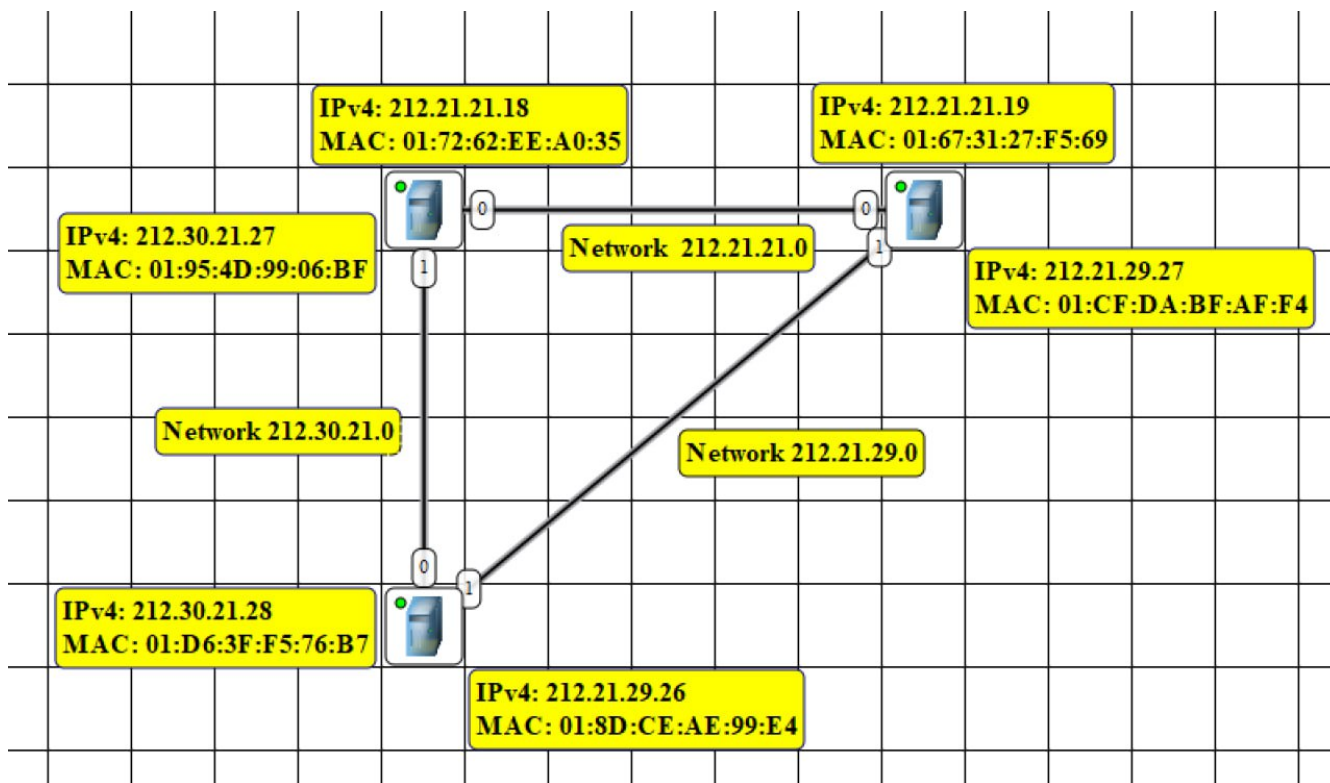 IPv4: 212.21.21.18
MAC: 01:72:62:EE:A0:35
IPv4: 212.21.21.19
MAC: 01:67:31:27:F5:69
0
0
IPv4: 212.30.21.27
MAC: 01:95:4D:99:06:BF
Network 212.21.21.0
1
1
IPv4: 212.21.29.27
MAC: 01:CF:DA:BF:AF:F4
Network 212.30.21.0
Network 212.21.29.0
0
1
IPv4: 212.30.21.28
MAC: 01:D6:3F:F5:76:B7
IPv4: 212.21.29.26
MAC: 01:8D:CE:AE:99:E4